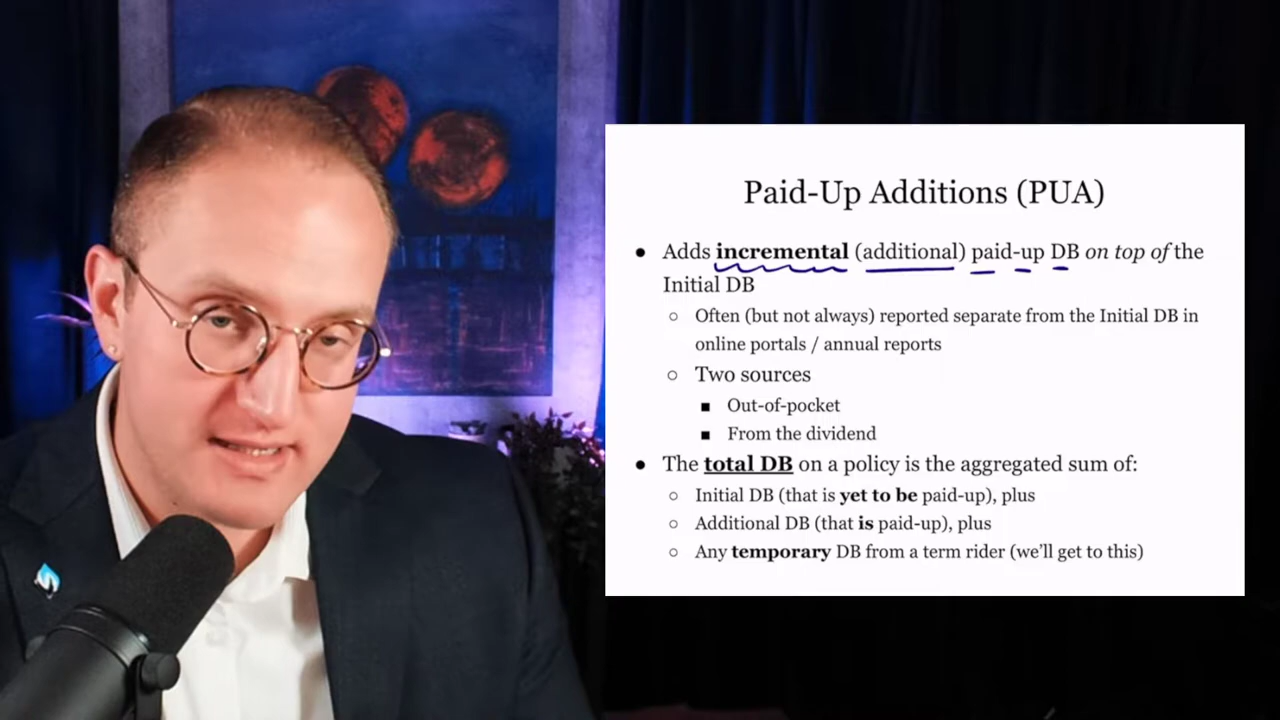 Paid-Up Additions (PUA)
● Adds incremental (additional) paid-up DB on top of the
Initial DB
○ Often (but not always) reported separate from the Initial DB in
online portals / annual reports
○ Two sources
■ Out-of-pocket
■ From the dividend
● The total DB on a policy is the aggregated sum of:
○ Initial DB (that is yet to be paid-up), plus
○ Additional DB (that is paid-up), plus
○ Any temporary DB from a term rider (we’ll get to this)